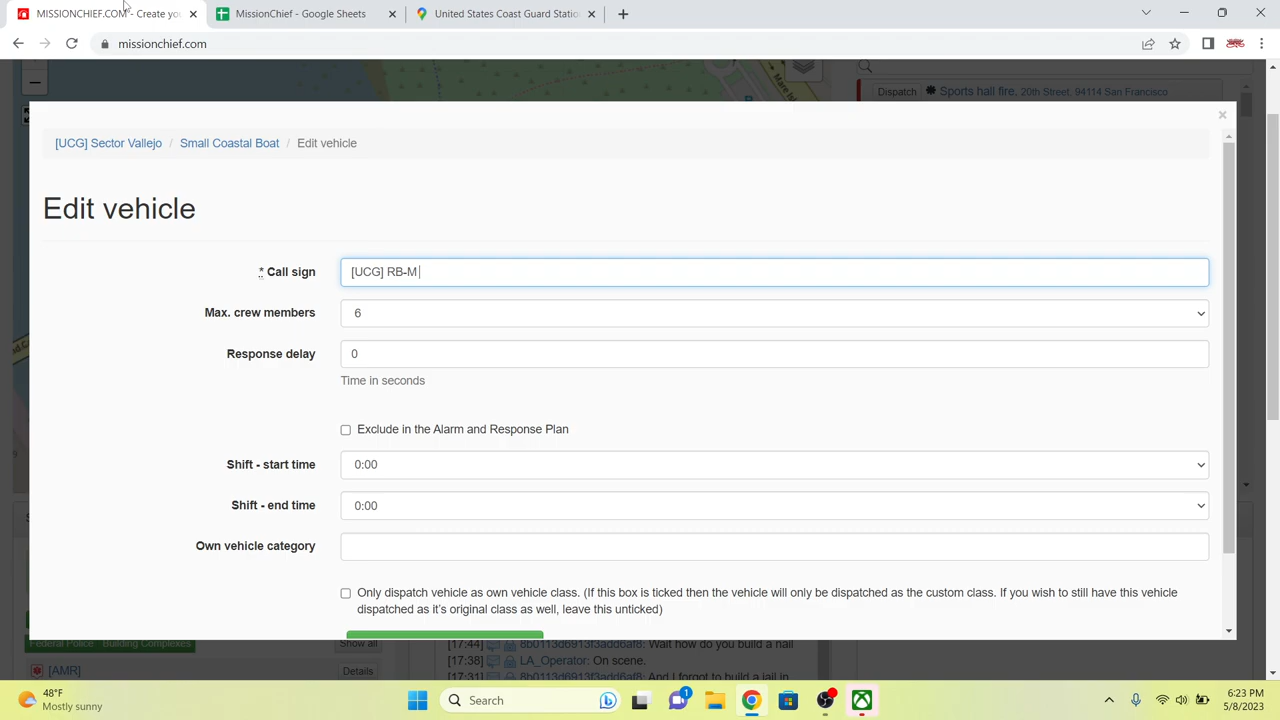 MISSIONCHIEF.COM - Create you
MissionChief - Google Sheets
United States Coast Guard Statio
missionchief.com
Dispatch Sports hall fire, 20th Street, 94114 San Francisco
[UCG] Sector Vallejo / Small Coastal Boat / Edit vehicle
Edit vehicle
* Call sign [UCG] RB-M
Max. crew members 6
Response delay 0
Time in seconds
Exclude in the Alarm and Response Plan
Shift - start time 0:00
Shift - end time 0:00
Own vehicle category
Only dispatch vehicle as own vehicle class. (If this box is ticked then the vehicle will only be dispatched as the custom class. If you wish to still have this vehicle
dispatched as it's original class as well, leave this unticked)
Federal Police Building Complexes Show all
[17:44] 8b0113d6913f3add6af8: Wait how do you build a hall
[17:38] LA_Operator: On scene.
[AMR] Details
[17:31] 8b0113d6913f3add6af8: And I forgot to build a jail in
48°F
Mostly sunny
Search
1
6:23 PM
5/8/2023